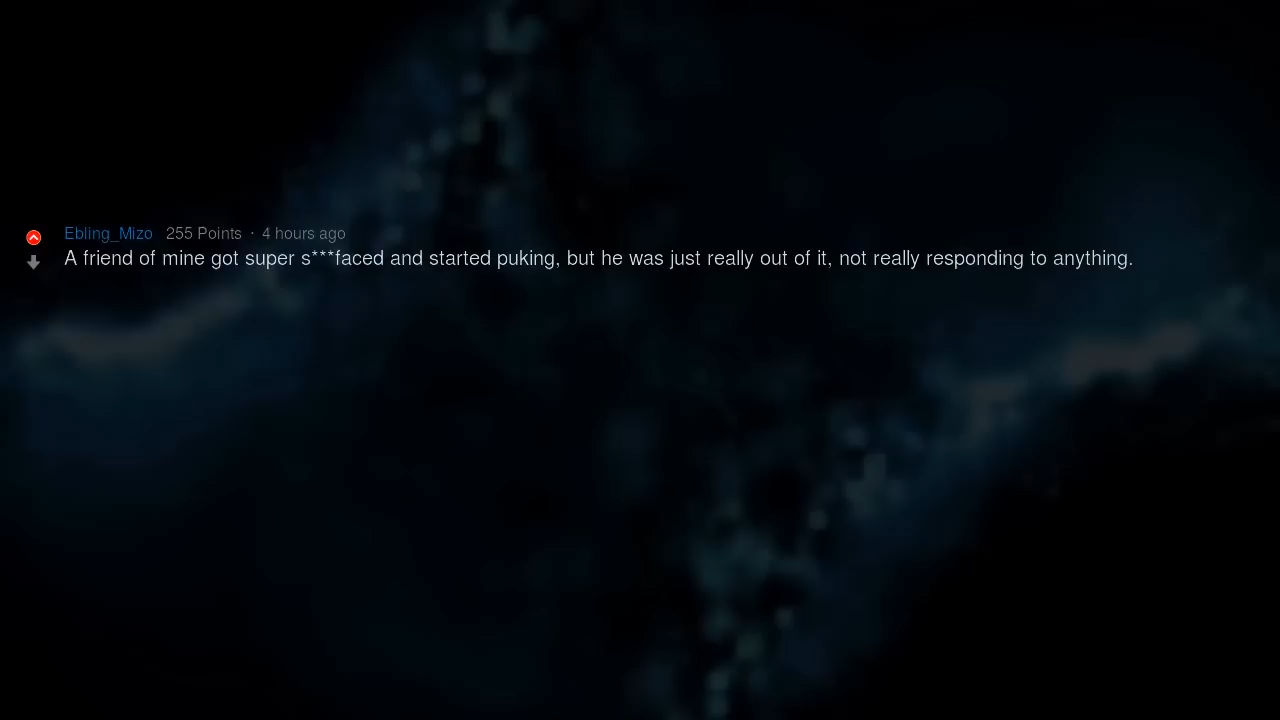 Ebling_Mizo 255 Points · 4 hours ago
A friend of mine got super s***faced and started puking, but he was just really out of it, not really responding to anything.